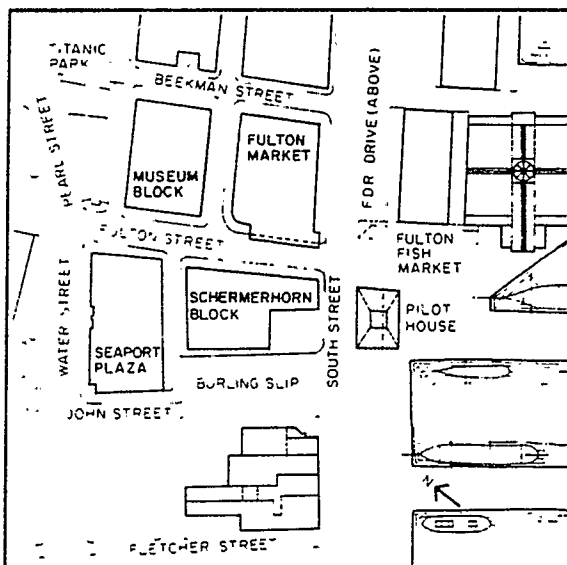 TITANIC
PARK
BEEKMAN STREET
PEARL STREET
MUSEUM
BLOCK
FULTON
MARKET
FDR DRIVE (ABOVE)
FULTON STREET
FULTON
FISH
MARKET
WATER STREET
SCHERMERHORN
BLOCK
SOUTH STREET
PILOT
HOUSE
SEAPORT
PLAZA
BURLING SLIP
JOHN STREET
N
FLETCHER STREET